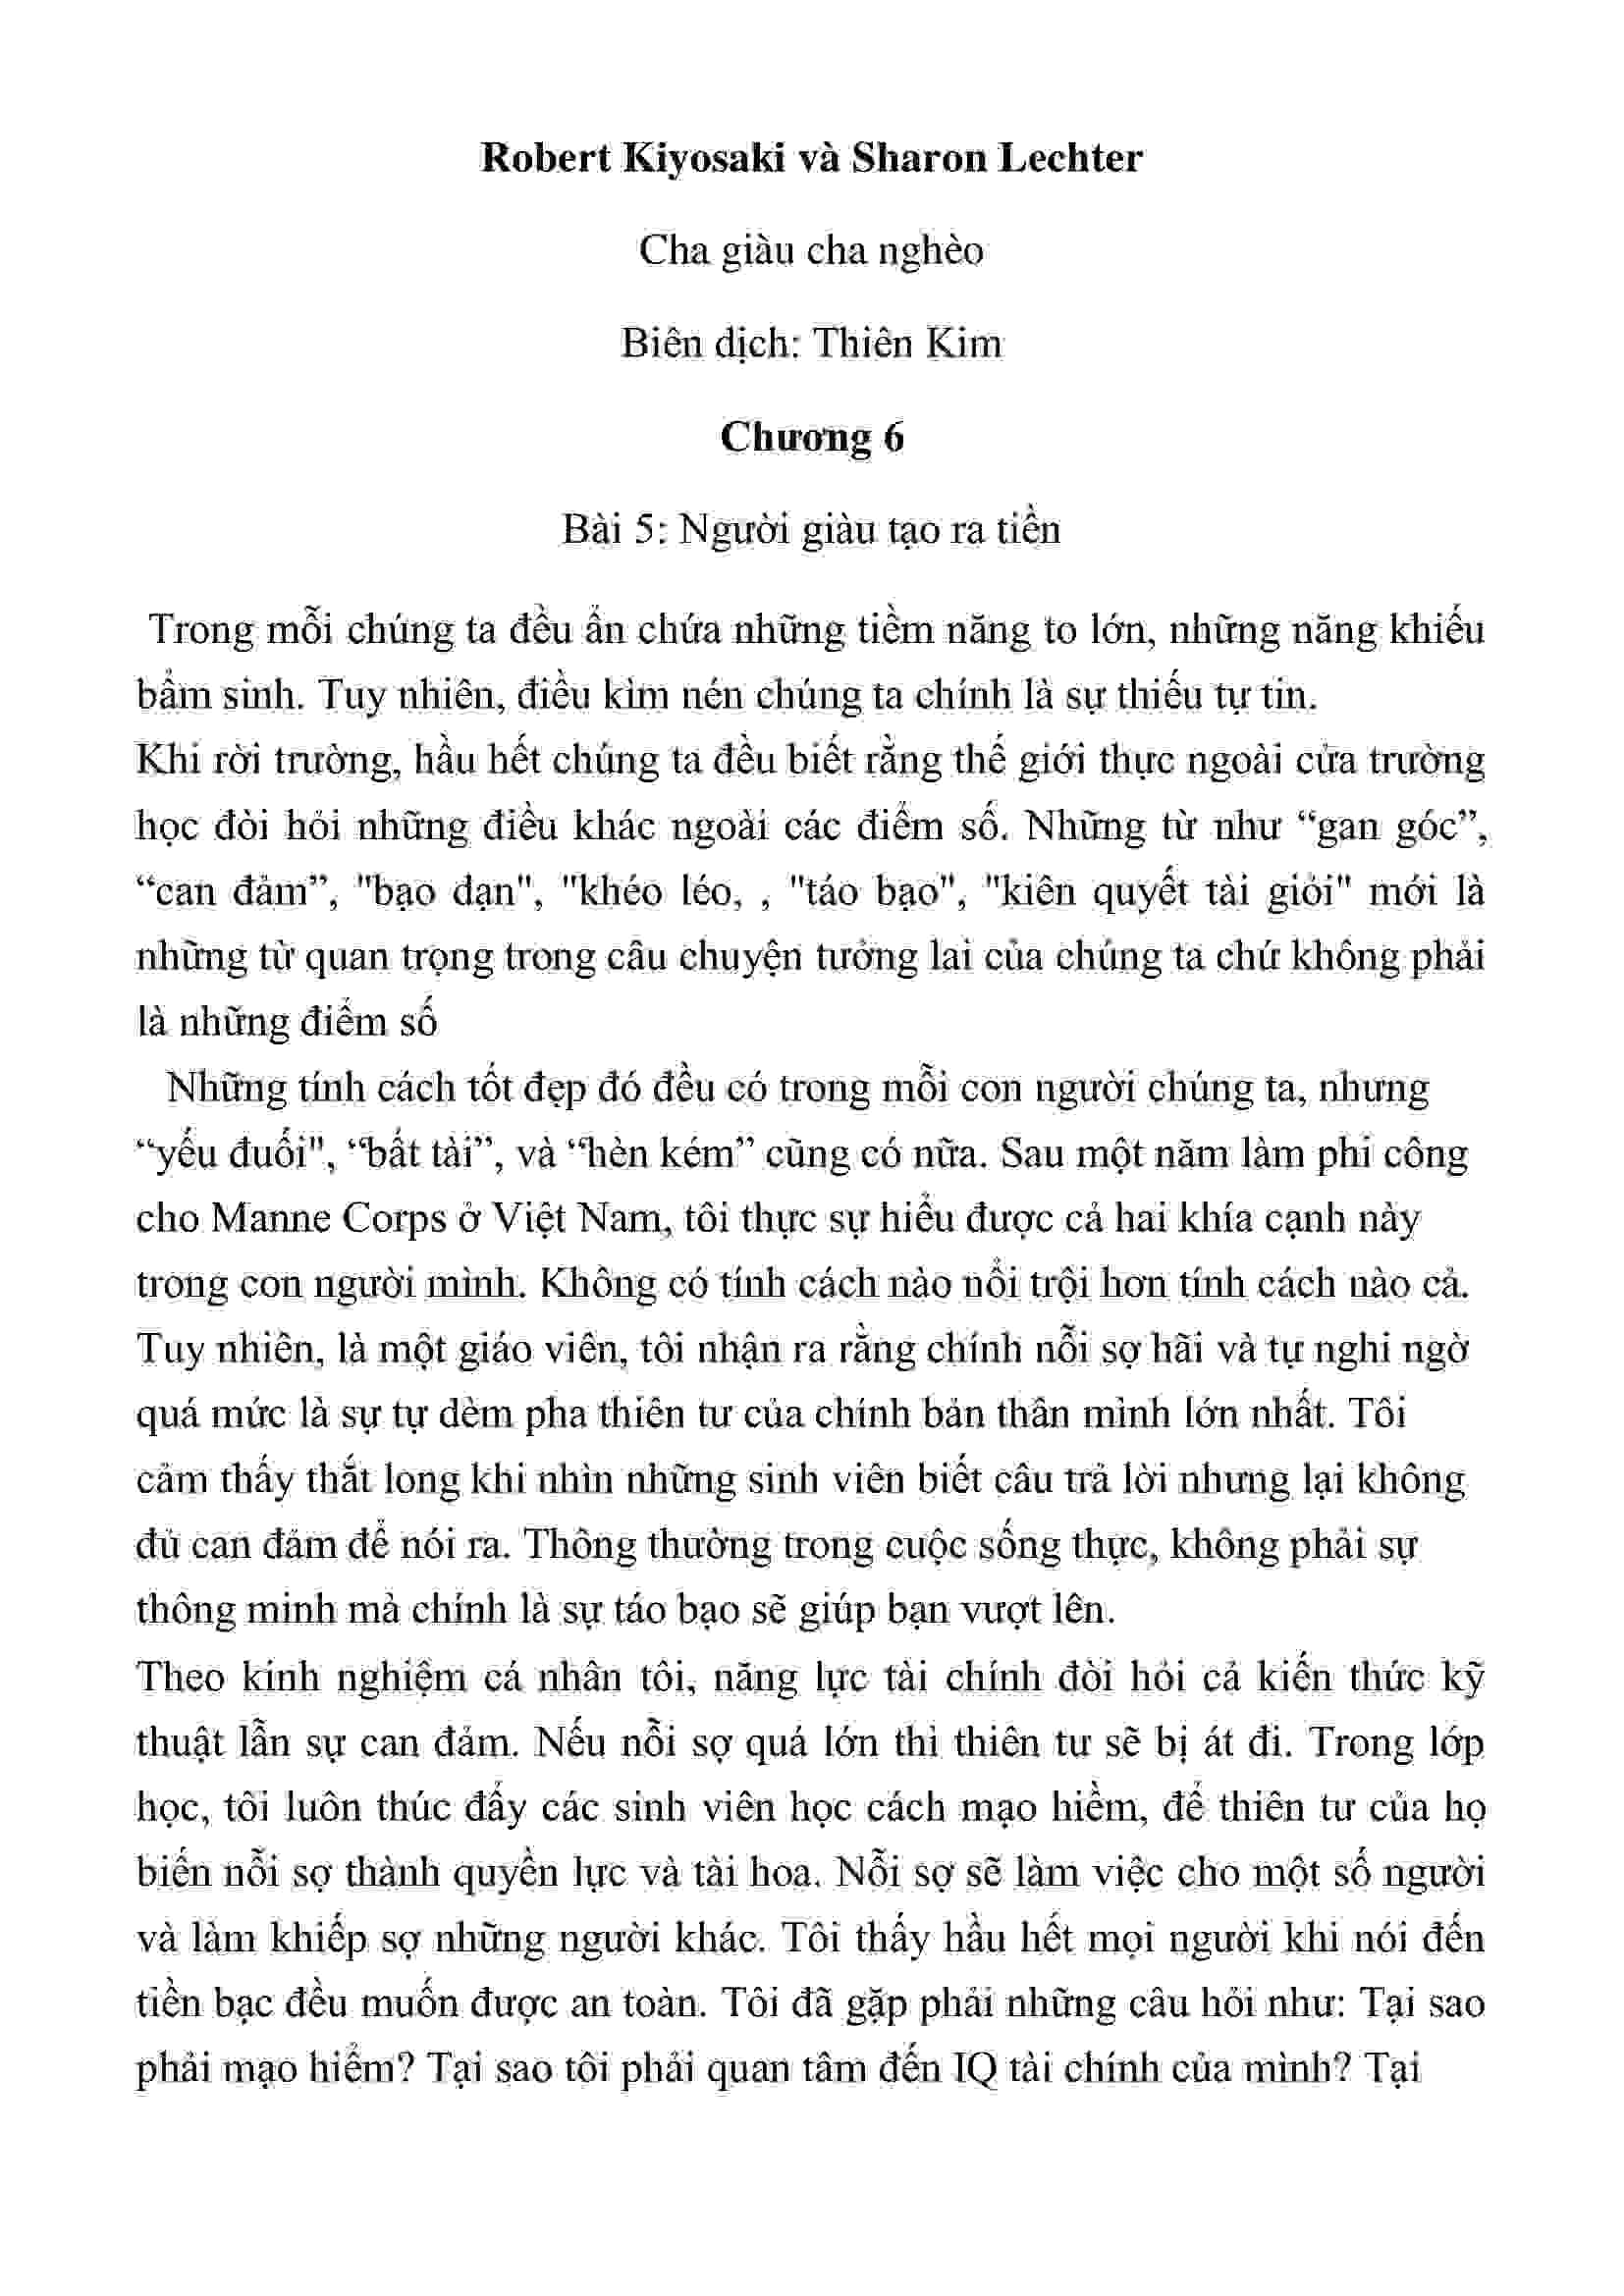 Robert Kiyosaki và Sharon Lechter
Cha giàu cha nghèo
Biên dịch: Thiên Kim
Chương 6
Bài 5: Người giàu tạo ra tiền
Trong mỗi chúng ta đều ẩn chứa những tiềm năng to lớn, những năng khiếu
bẩm sinh. Tuy nhiên, điều kìm nén chúng ta chính là sự thiếu tự tin.
Khi rời trường, hầu hết chúng ta đều biết rằng thế giới thực ngoài cửa trường
học đòi hỏi những điều khác ngoài các điểm số. Những từ như “gan góc”,
“can đảm”, "bạo dạn", "khéo léo, , "táo bạo", "kiên quyết tài giỏi" mới là
những từ quan trọng trong câu chuyện tưởng lai của chúng ta chứ không phải
là những điểm số
Những tính cách tốt đẹp đó đều có trong mỗi con người chúng ta, nhưng
“yếu đuối", “bất tài”, và “hèn kém” cũng có nữa. Sau một năm làm phi công
cho Manne Corps ở Việt Nam, tôi thực sự hiểu được cả hai khía cạnh này
trong con người mình. Không có tính cách nào nổi trội hơn tính cách nào cả.
Tuy nhiên, là một giáo viên, tôi nhận ra rằng chính nỗi sợ hãi và tự nghi ngờ
quá mức là sự tự dèm pha thiên tư của chính bản thân mình lớn nhất. Tôi
cảm thấy thắt long khi nhìn những sinh viên biết câu trả lời nhưng lại không
đủ can đảm để nói ra. Thông thường trong cuộc sống thực, không phải sự
thông minh mà chính là sự táo bạo sẽ giúp bạn vượt lên.
Theo kinh nghiệm cá nhân tôi, năng lực tài chính đòi hỏi cả kiến thức kỹ
thuật lẫn sự can đảm. Nếu nỗi sợ quá lớn thì thiên tư sẽ bị át đi. Trong lớp
học, tôi luôn thúc đẩy các sinh viên học cách mạo hiềm, để thiên tư của họ
biến nỗi sợ thành quyền lực và tài hoa. Nỗi sợ sẽ làm việc cho một số người
và làm khiếp sợ những người khác. Tôi thấy hầu hết mọi người khi nói đến
tiền bạc đều muốn được an toàn. Tôi đã gặp phải những câu hỏi như: Tại sao
phải mạo hiểm? Tại sao tôi phải quan tâm đến IQ tài chính của mình? Tại